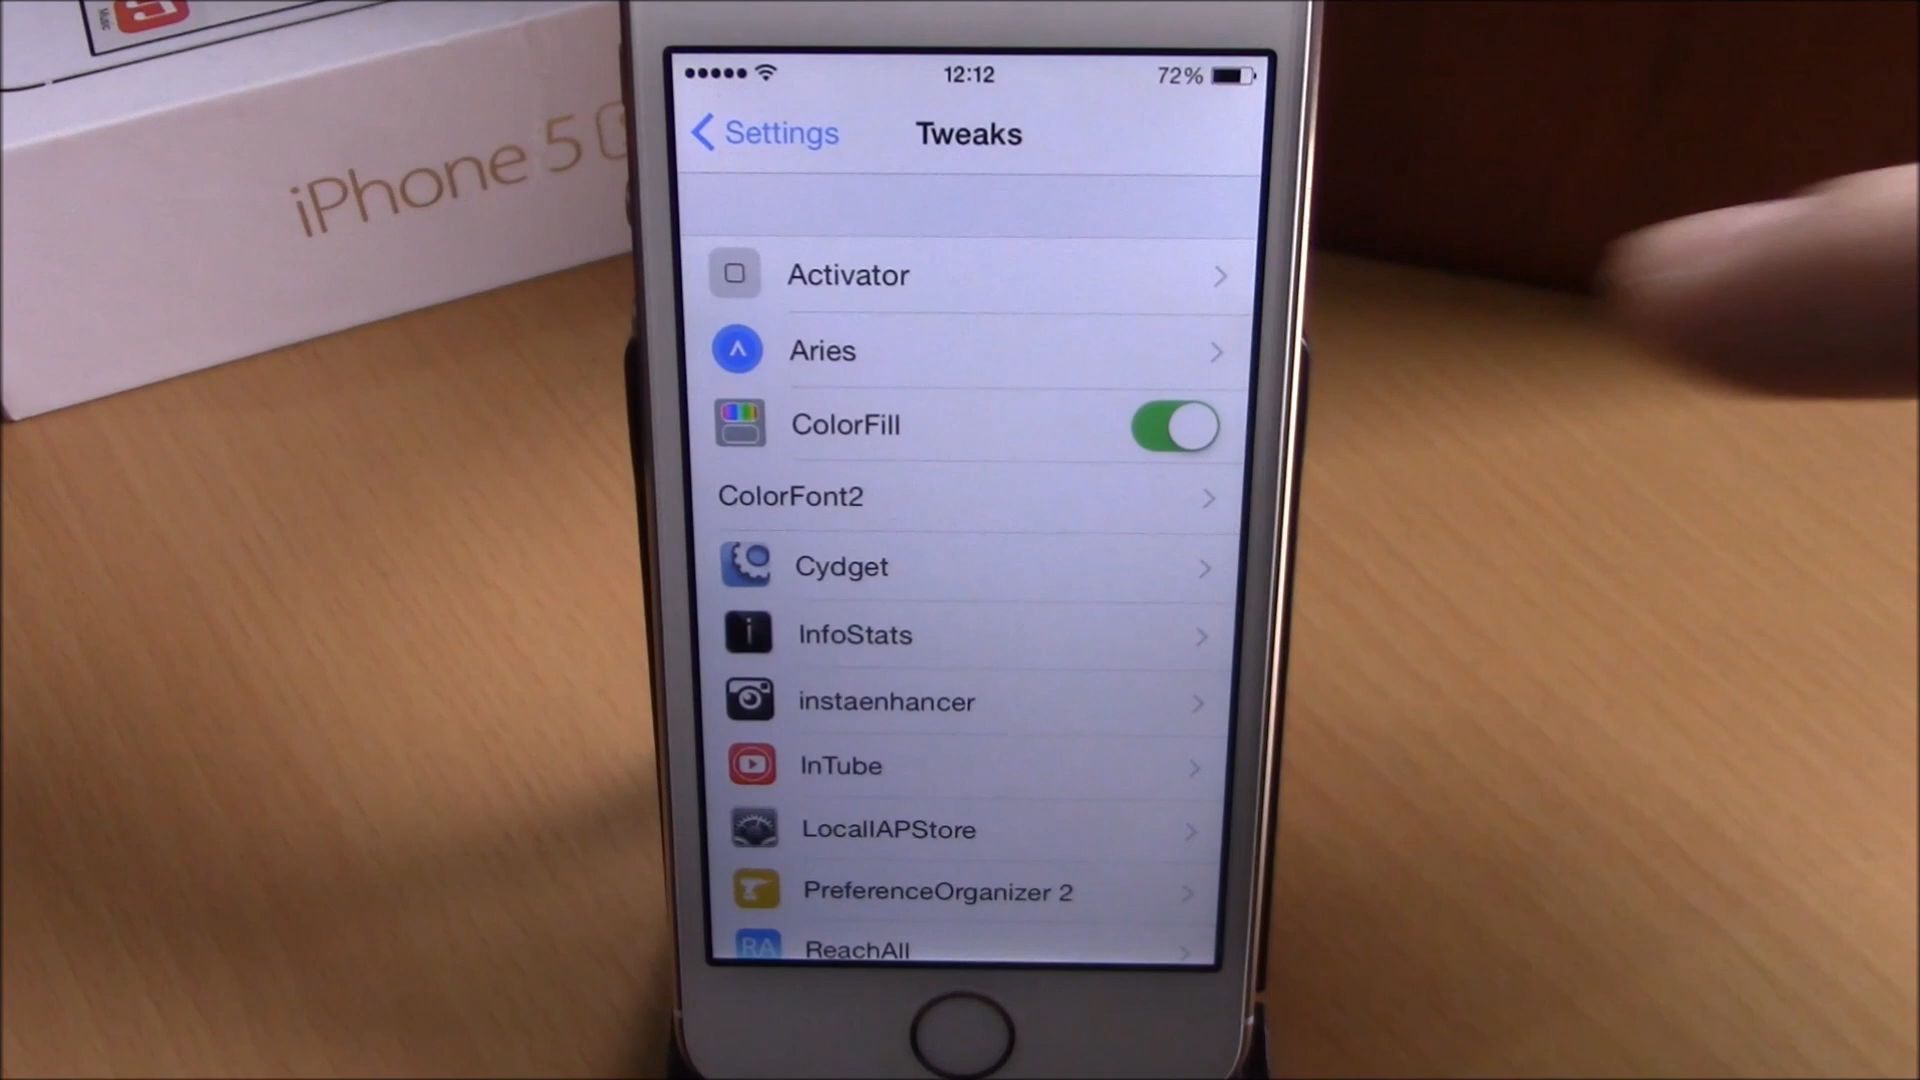 Music
iPhone 5
12:12
72%
Settings
Tweaks
Activator
Aries
ColorFill
ColorFont2
Cydget
InfoStats
instaenhancer
InTube
LocalIAPStore
PreferenceOrganizer 2
RA
ReachAll